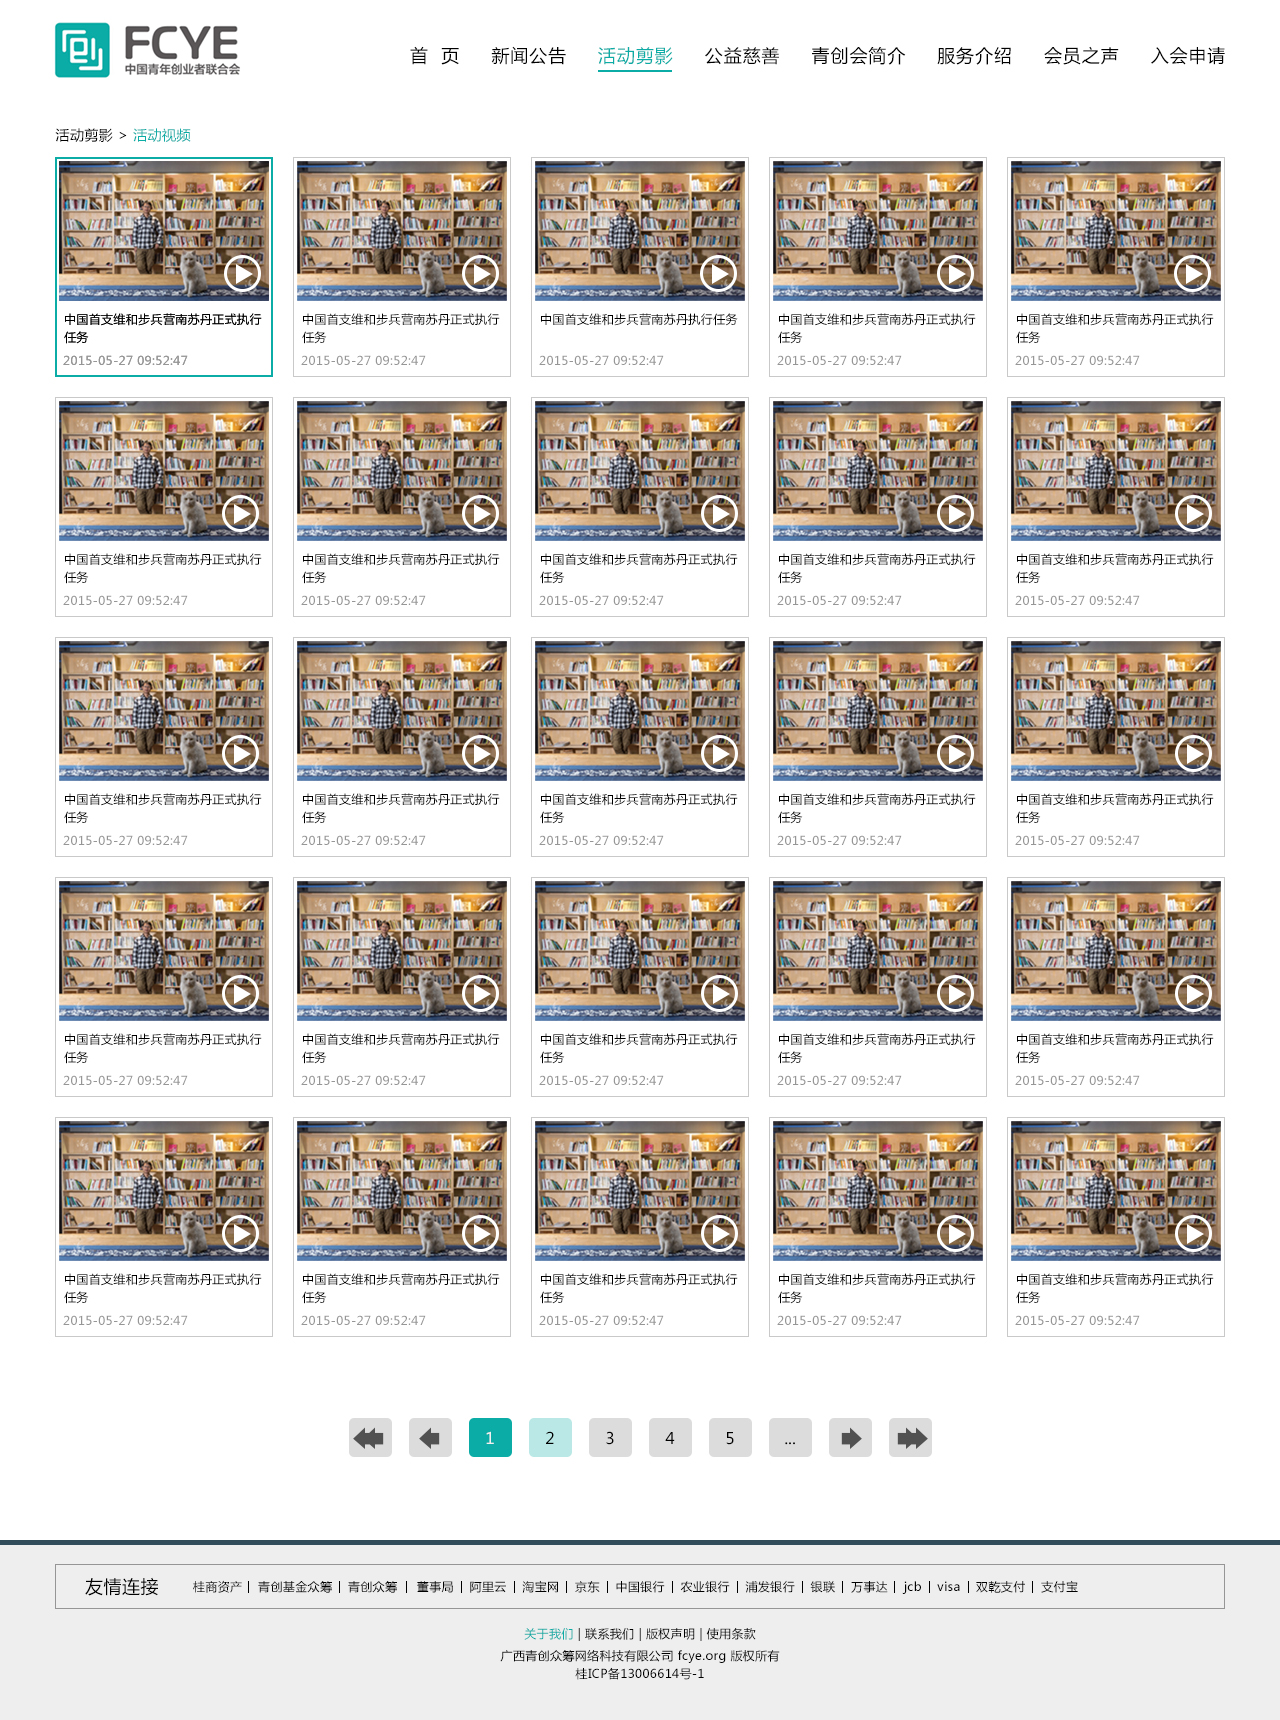 FCYE
中国青年创业者联合会
首 页 新闻公告 活动剪影 公益慈善 青创会简介 服务介绍 会员之声 入会申请
活动剪影 > 活动视频
中国首支维和步兵营南苏丹正式执行
任务
2015-05-27 09:52:47
中国首支维和步兵营南苏丹正式执行
任务
2015-05-27 09:52:47
中国首支维和步兵营南苏丹执行任务
2015-05-27 09:52:47
中国首支维和步兵营南苏丹正式执行
任务
2015-05-27 09:52:47
中国首支维和步兵营南苏丹正式执行
任务
2015-05-27 09:52:47
中国首支维和步兵营南苏丹正式执行
任务
2015-05-27 09:52:47
中国首支维和步兵营南苏丹正式执行
任务
2015-05-27 09:52:47
中国首支维和步兵营南苏丹正式执行
任务
2015-05-27 09:52:47
中国首支维和步兵营南苏丹正式执行
任务
2015-05-27 09:52:47
中国首支维和步兵营南苏丹正式执行
任务
2015-05-27 09:52:47
中国首支维和步兵营南苏丹正式执行
任务
2015-05-27 09:52:47
中国首支维和步兵营南苏丹正式执行
任务
2015-05-27 09:52:47
中国首支维和步兵营南苏丹正式执行
任务
2015-05-27 09:52:47
中国首支维和步兵营南苏丹正式执行
任务
2015-05-27 09:52:47
中国首支维和步兵营南苏丹正式执行
任务
2015-05-27 09:52:47
中国首支维和步兵营南苏丹正式执行
任务
2015-05-27 09:52:47
中国首支维和步兵营南苏丹正式执行
任务
2015-05-27 09:52:47
中国首支维和步兵营南苏丹正式执行
任务
2015-05-27 09:52:47
中国首支维和步兵营南苏丹正式执行
任务
2015-05-27 09:52:47
中国首支维和步兵营南苏丹正式执行
任务
2015-05-27 09:52:47
中国首支维和步兵营南苏丹正式执行
任务
2015-05-27 09:52:47
中国首支维和步兵营南苏丹正式执行
任务
2015-05-27 09:52:47
中国首支维和步兵营南苏丹正式执行
任务
2015-05-27 09:52:47
中国首支维和步兵营南苏丹正式执行
任务
2015-05-27 09:52:47
中国首支维和步兵营南苏丹正式执行
任务
2015-05-27 09:52:47
1 2 3 4 5 ...
友情连接 桂商资产 | 青创基金众筹 | 青创众筹 | 董事局 | 阿里云 | 淘宝网 | 京东 | 中国银行 | 农业银行 | 浦发银行 | 银联 | 万事达 | jcb | visa | 双乾支付 | 支付宝
关于我们 | 联系我们 | 版权声明 | 使用条款
广西青创众筹网络科技有限公司 fcye.org 版权所有
桂ICP备13006614号-1